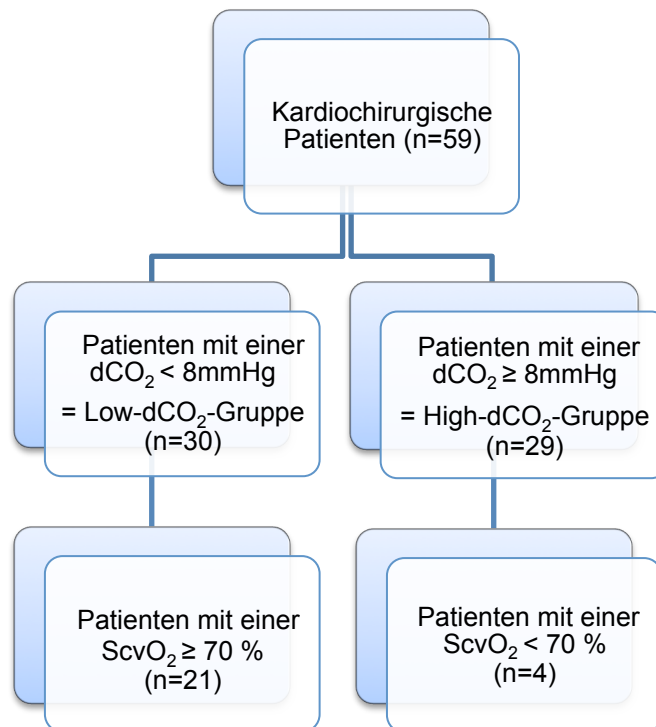 Kardiochirurgische
Patienten (n=59)
Patienten mit einer
dCO₂ < 8mmHg
= Low-dCO₂-Gruppe
(n=30)
Patienten mit einer
dCO₂ ≥ 8mmHg
= High-dCO₂-Gruppe
(n=29)
Patienten mit einer
ScvO₂ ≥ 70 %
(n=21)
Patienten mit einer
ScvO₂ < 70 %
(n=4)